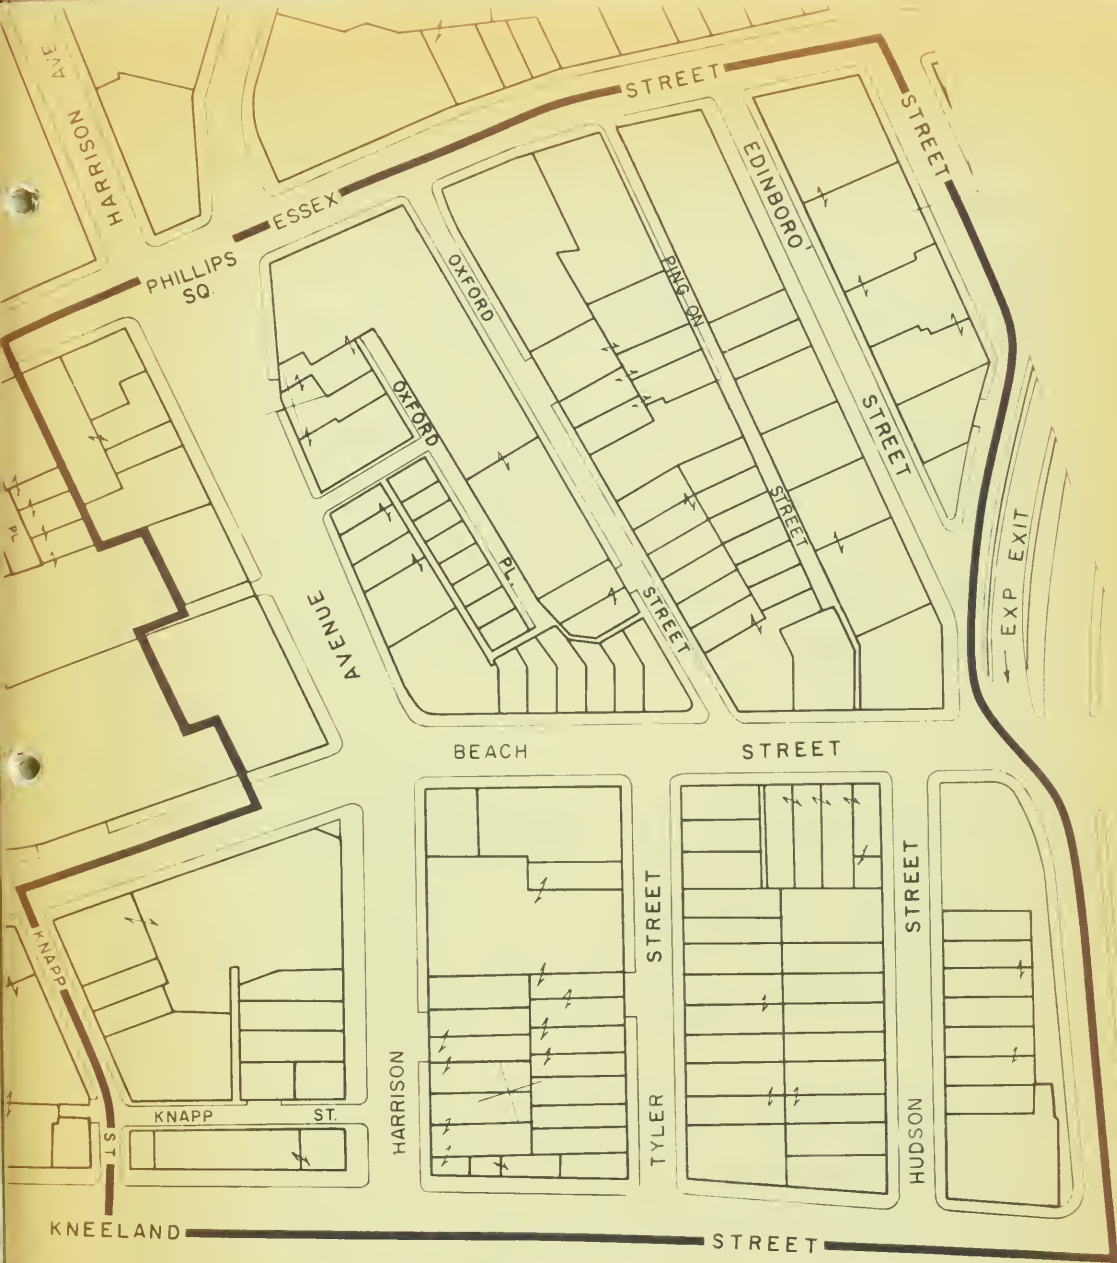 HARRISON AVE
STREET
STREET
ESSEX
PHILLIPS
SQ.
EDINBORO'
STREET
OXFORD
STREET
PING ON
STREET
OXFORD
PL.
PL.
AVENUE
← EXP EXIT
BEACH STREET
KNAPP
ST.
KNAPP ST.
HARRISON
TYLER
STREET
HUDSON
STREET
KNEELAND STREET